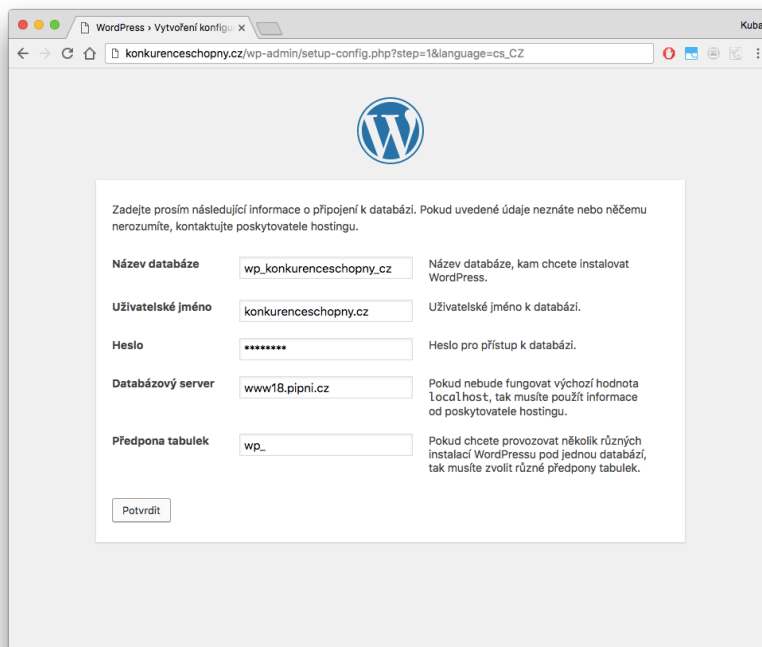 WordPress › Vytvoření konfigu
Kuba
konkurenceschopny.cz/wp-admin/setup-config.php?step=1&language=cs_CZ
Zadejte prosím následující informace o připojení k databázi. Pokud uvedené údaje neznáte nebo něčemu
nerozumíte, kontaktujte poskytovatele hostingu.
Název databáze
wp_konkurenceschopny_cz
Název databáze, kam chcete instalovat
WordPress.
Uživatelské jméno
konkurenceschopny.cz
Uživatelské jméno k databázi.
Heslo
********
Heslo pro přístup k databázi.
Databázový server
www18.pipni.cz
Pokud nebude fungovat výchozí hodnota
localhost, tak musíte použít informace
od poskytovatele hostingu.
Předpona tabulek
wp_
Pokud chcete provozovat několik různých
instalací WordPressu pod jednou databází,
tak musíte zvolit různé předpony tabulek.
Potvrdit